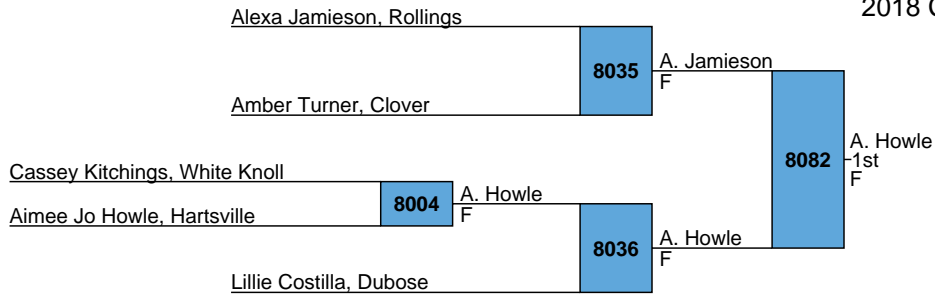 2018 C
Alexa Jamieson, Rollings
8035
A. Jamieson
F
Amber Turner, Clover
8082
A. Howle
1st
F
Cassey Kitchings, White Knoll
8004
A. Howle
F
Aimee Jo Howle, Hartsville
8036
A. Howle
F
Lillie Costilla, Dubose